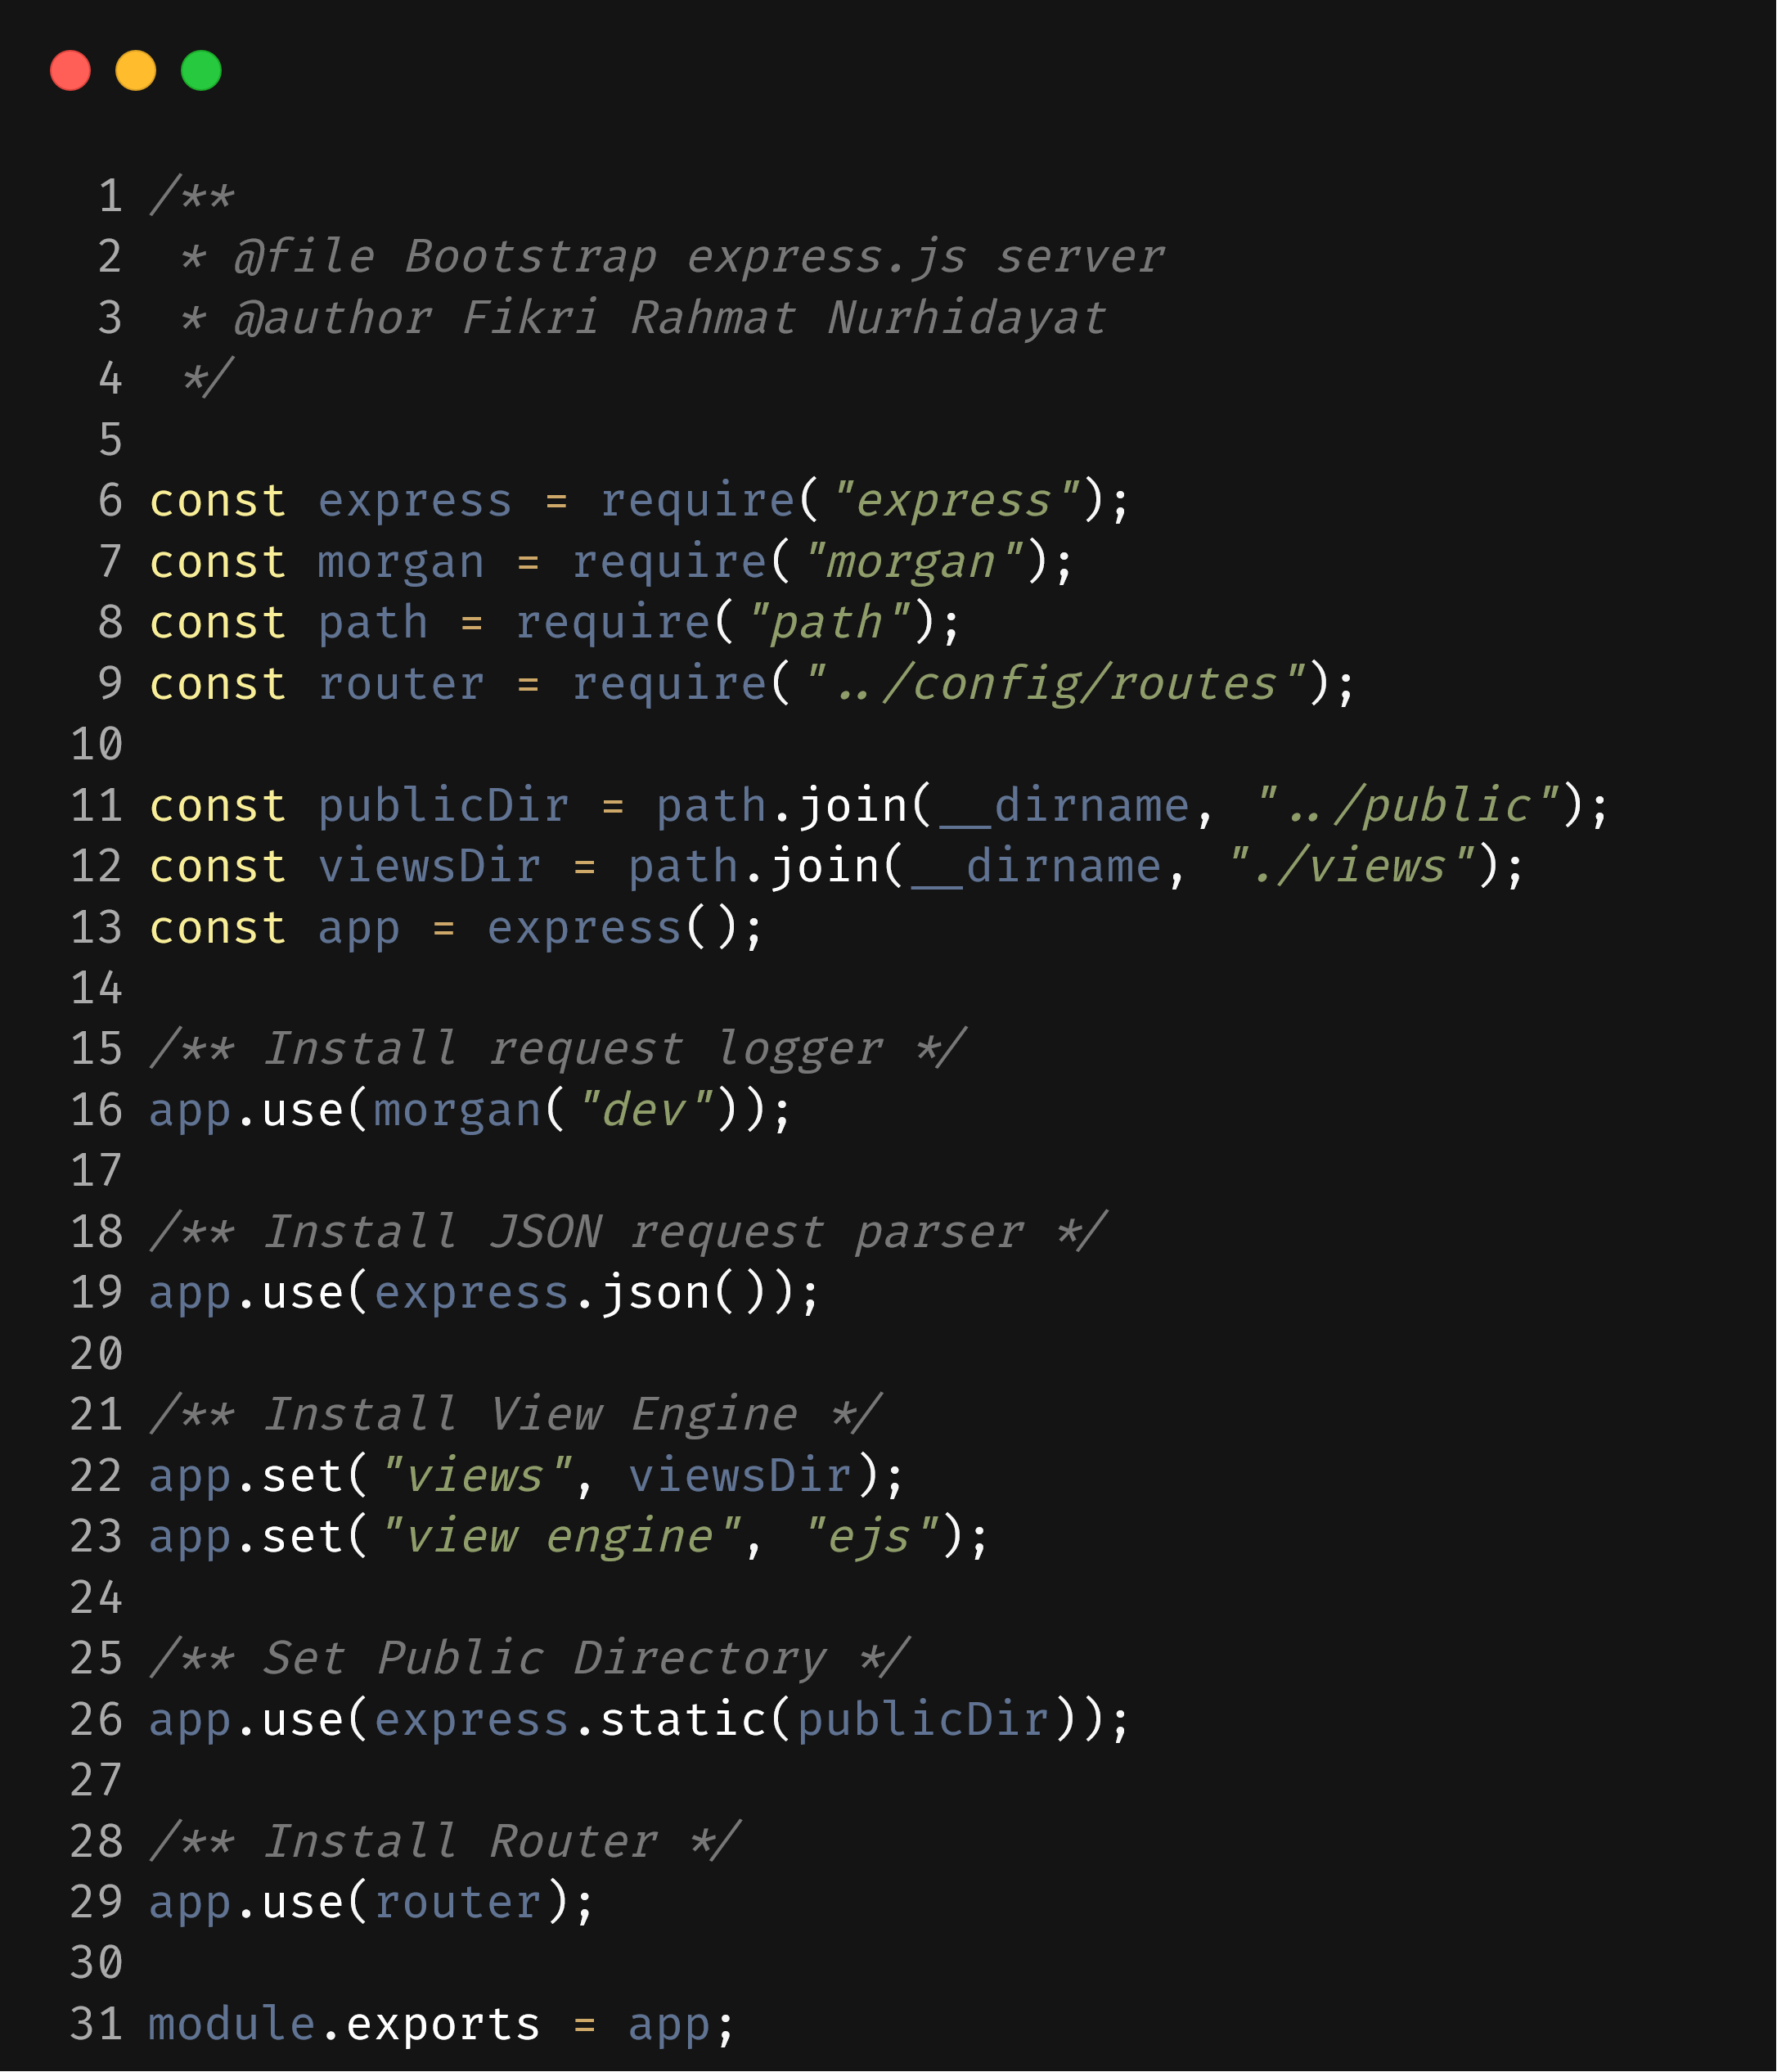 1 /**
2  * @file Bootstrap express.js server
3  * @author Fikri Rahmat Nurhidayat
4  */
5
6 const express = require("express");
7 const morgan = require("morgan");
8 const path = require("path");
9 const router = require("../config/routes");
10
11 const publicDir = path.join(__dirname, "../public");
12 const viewsDir = path.join(__dirname, "./views");
13 const app = express();
14
15 /** Install request logger */
16 app.use(morgan("dev"));
17
18 /** Install JSON request parser */
19 app.use(express.json());
20
21 /** Install View Engine */
22 app.set("views", viewsDir);
23 app.set("view engine", "ejs");
24
25 /** Set Public Directory */
26 app.use(express.static(publicDir));
27
28 /** Install Router */
29 app.use(router);
30
31 module.exports = app;